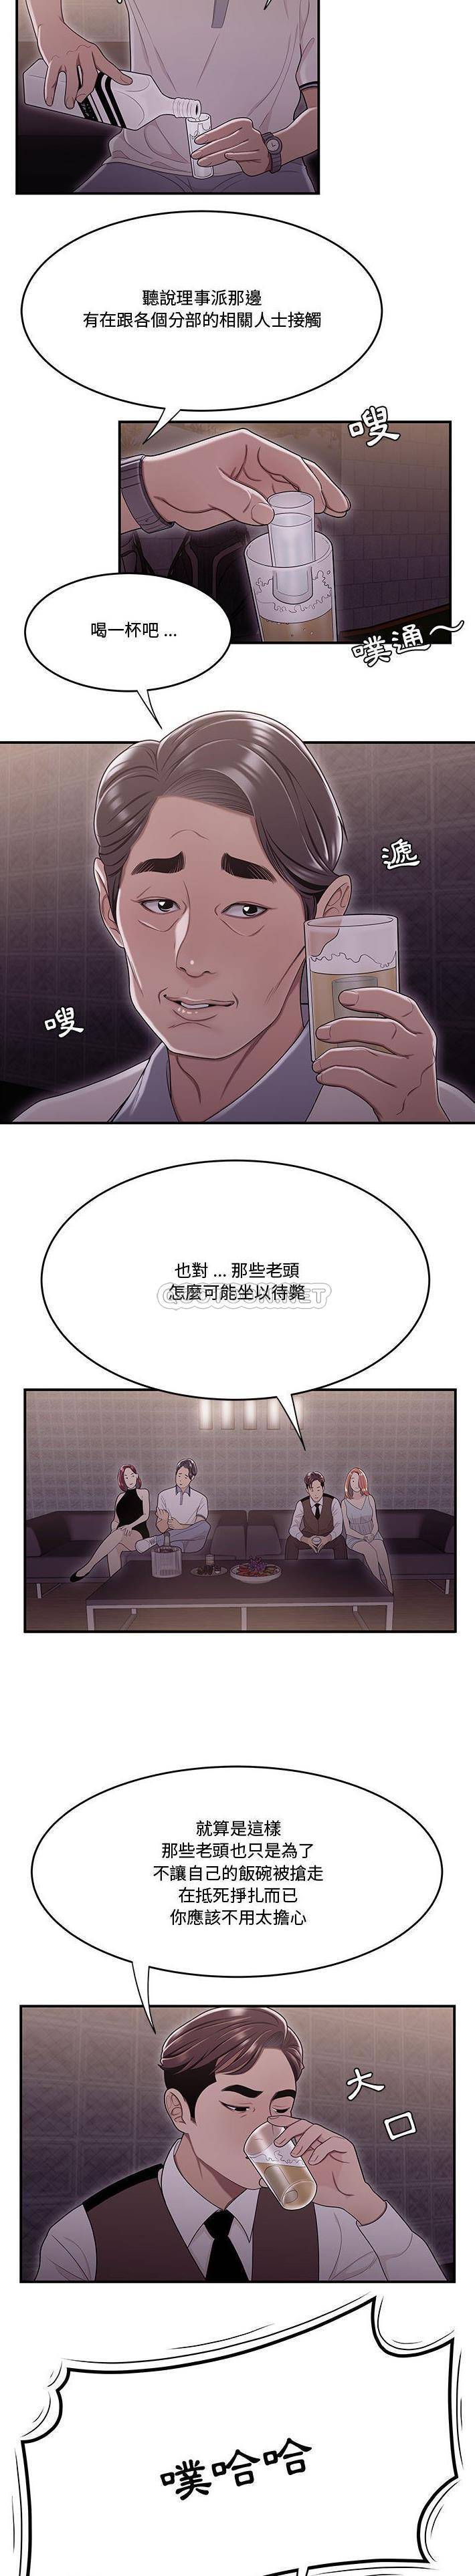 聽說理事派那邊
有在跟各個分部的相關人士接觸
嗖
喝一杯吧 ...
噗通~
遞
嗖
也對 ... 那些老頭
怎麼可能坐以待斃
就算是這樣
那些老頭也只是為了
不讓自己的飯碗被搶走
在抵死掙扎而已
你應該不用太擔心
大
口
噗哈哈